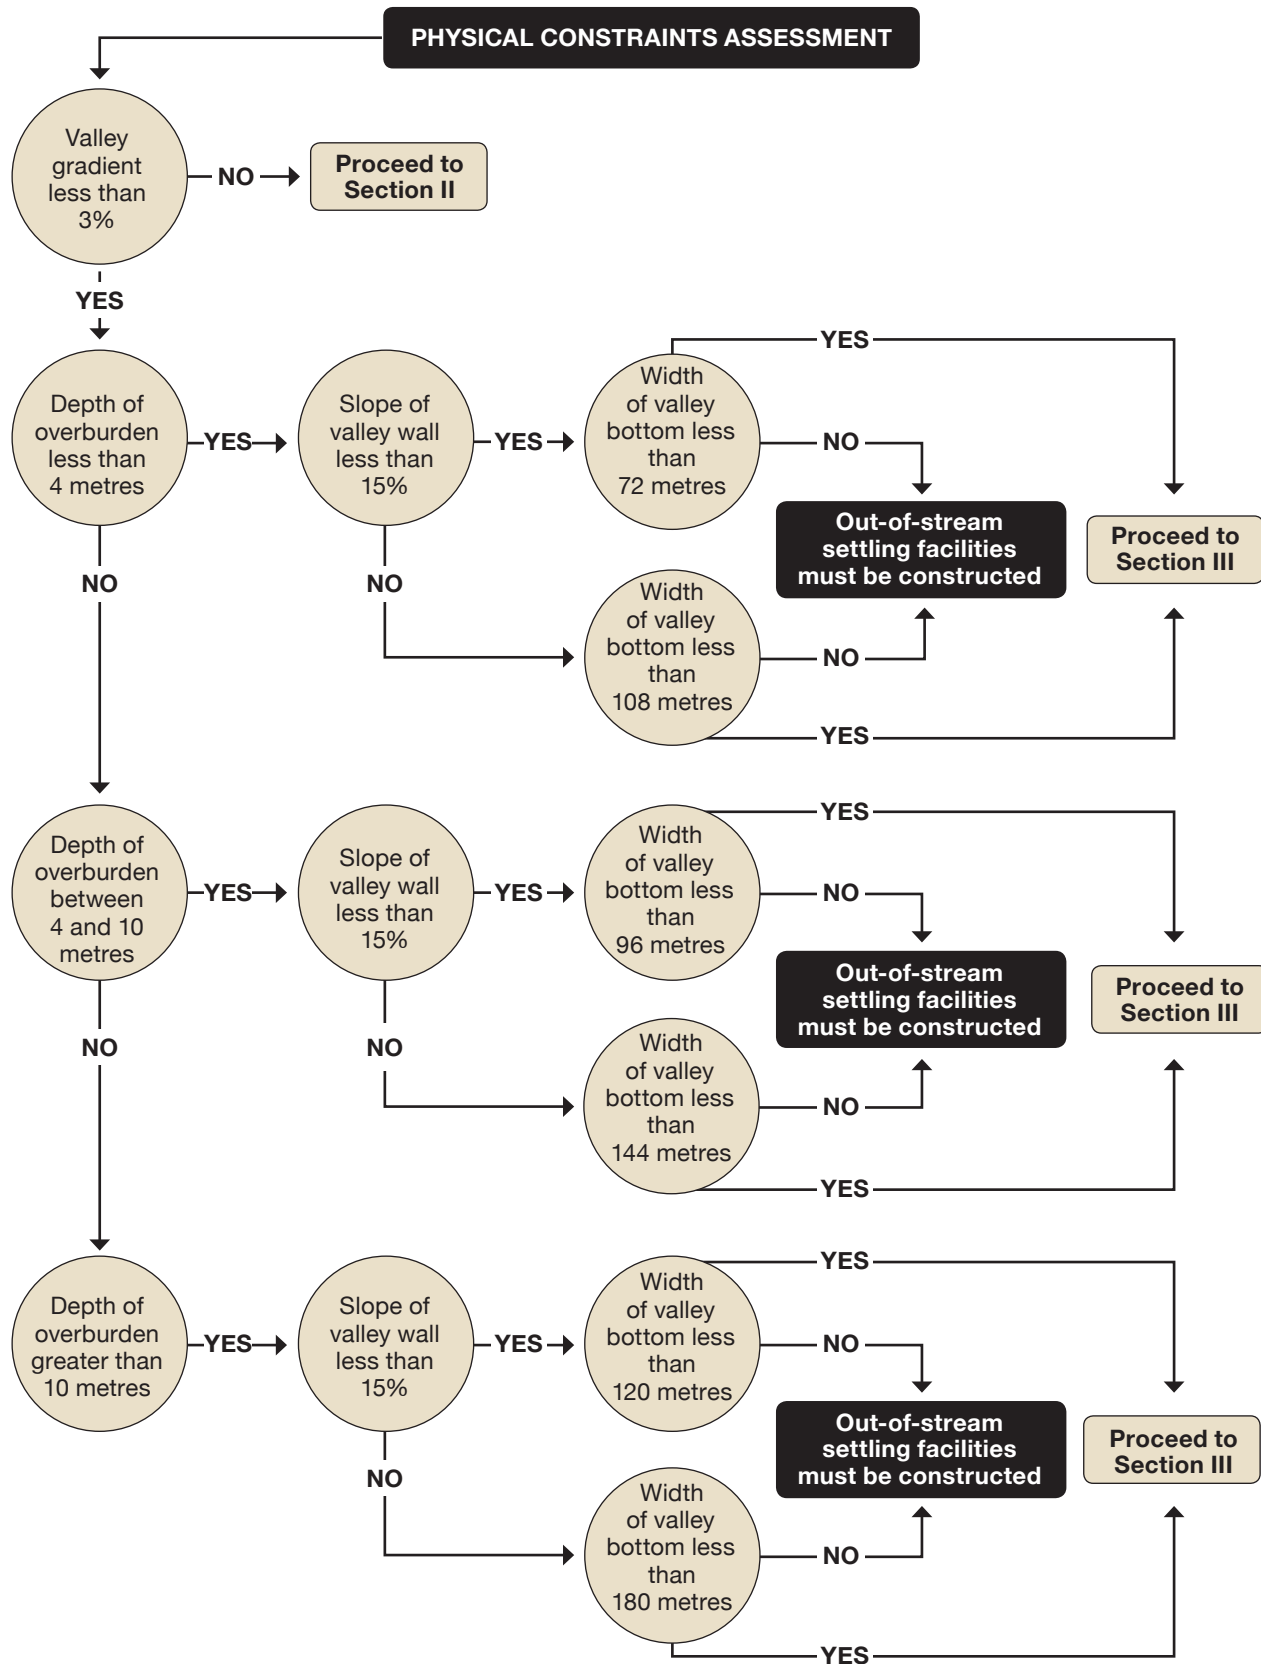 PHYSICAL CONSTRAINTS ASSESSMENT
Valley
gradient
less than
3%
NO
Proceed to
Section II
YES
Depth of
overburden
less than
4 metres
YES
Slope of
valley wall
less than
15%
YES
Width
of valley
bottom less
than
72 metres
YES
NO
Out-of-stream
settling facilities
must be constructed
Proceed to
Section III
NO
NO
Width
of valley
bottom less
than
108 metres
NO
YES
Depth of
overburden
between
4 and 10
metres
YES
Slope of
valley wall
less than
15%
YES
Width
of valley
bottom less
than
96 metres
YES
NO
Out-of-stream
settling facilities
must be constructed
Proceed to
Section III
NO
NO
Width
of valley
bottom less
than
144 metres
NO
YES
Depth of
overburden
greater than
10 metres
YES
Slope of
valley wall
less than
15%
YES
Width
of valley
bottom less
than
120 metres
YES
NO
Out-of-stream
settling facilities
must be constructed
Proceed to
Section III
NO
Width
of valley
bottom less
than
180 metres
NO
YES